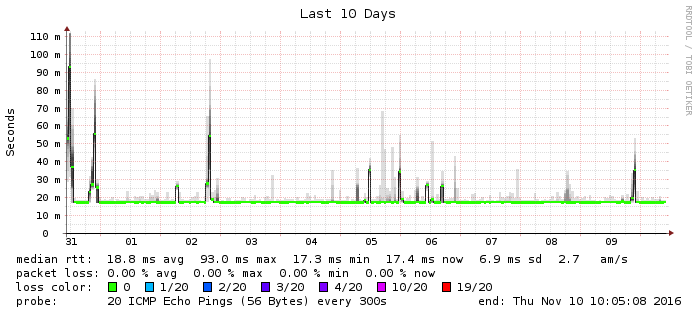 Last 10 Days
RRDTOOL / TOBI OETIKER
Seconds
110 m
100 m
90 m
80 m
70 m
60 m
50 m
40 m
30 m
20 m
10 m
0
31 01 02 03 04 05 06 07 08 09
median rtt: 18.8 ms avg 93.0 ms max 17.3 ms min 17.4 ms now 6.9 ms sd 2.7 am/s
packet loss: 0.00 % avg 0.00 % max 0.00 % min 0.00 % now
loss color: 0 1/20 2/20 3/20 4/20 10/20 19/20
probe: 20 ICMP Echo Pings (56 Bytes) every 300s end: Thu Nov 10 10:05:08 2016